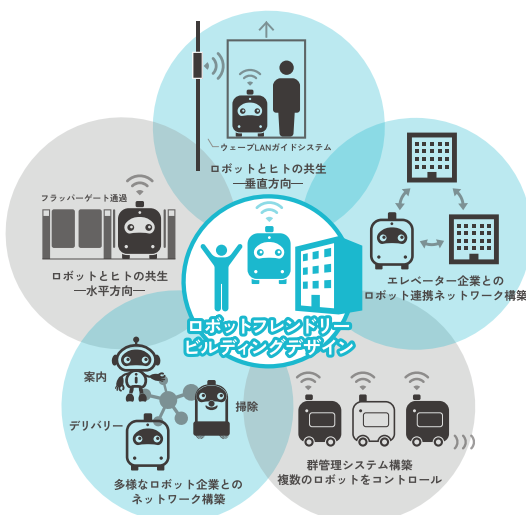 ウェーブLANガイドシステム
ロボットとヒトの共生
―垂直方向―
フラッパーゲート通過
ロボットとヒトの共生
―水平方向―
エレベーター企業との
ロボット連携ネットワーク構築
ロボットフレンドリー
ビルディングデザイン
案内
掃除
デリバリー
多様なロボット企業との
ネットワーク構築
群管理システム構築
複数のロボットをコントロール